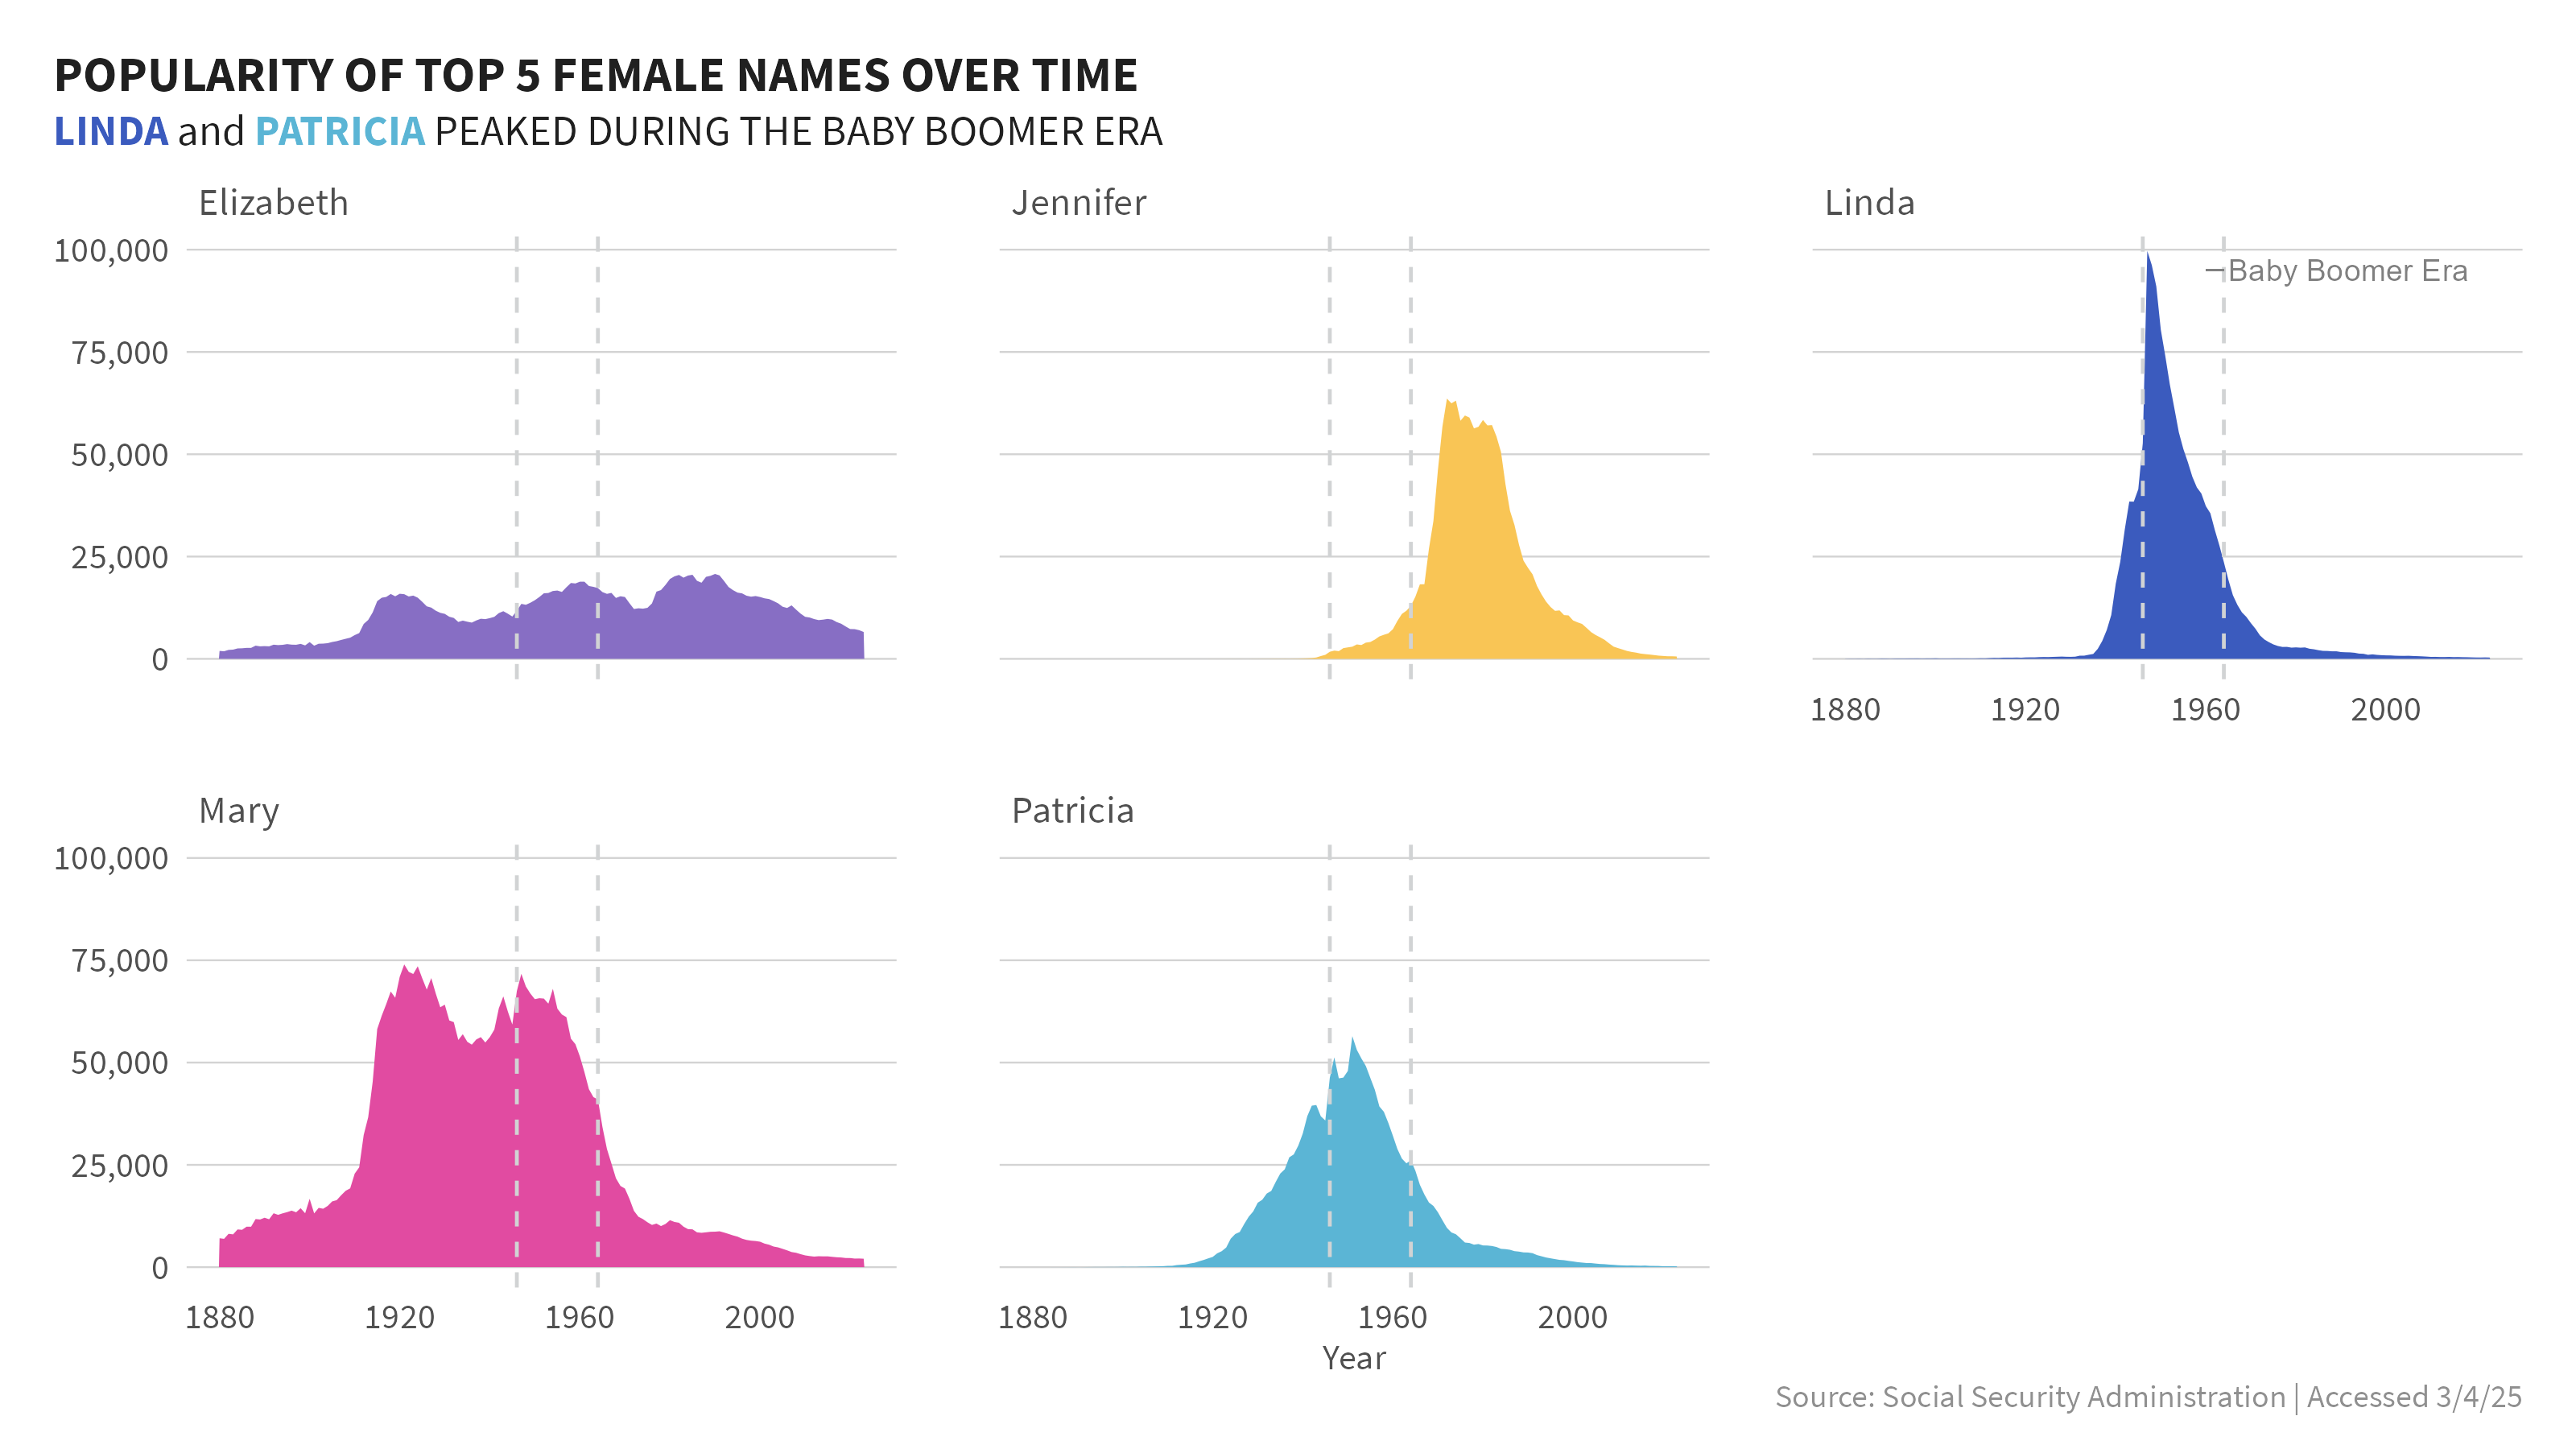 POPULARITY OF TOP 5 FEMALE NAMES OVER TIME
LINDA and PATRICIA PEAKED DURING THE BABY BOOMER ERA
Elizabeth
100,000
75,000
50,000
25,000
0
Jennifer
Linda
Baby Boomer Era
1880 1920 1960 2000
Mary
100,000
75,000
50,000
25,000
0
1880 1920 1960 2000
Patricia
1880 1920 1960 2000
Year
Source: Social Security Administration | Accessed 3/4/25